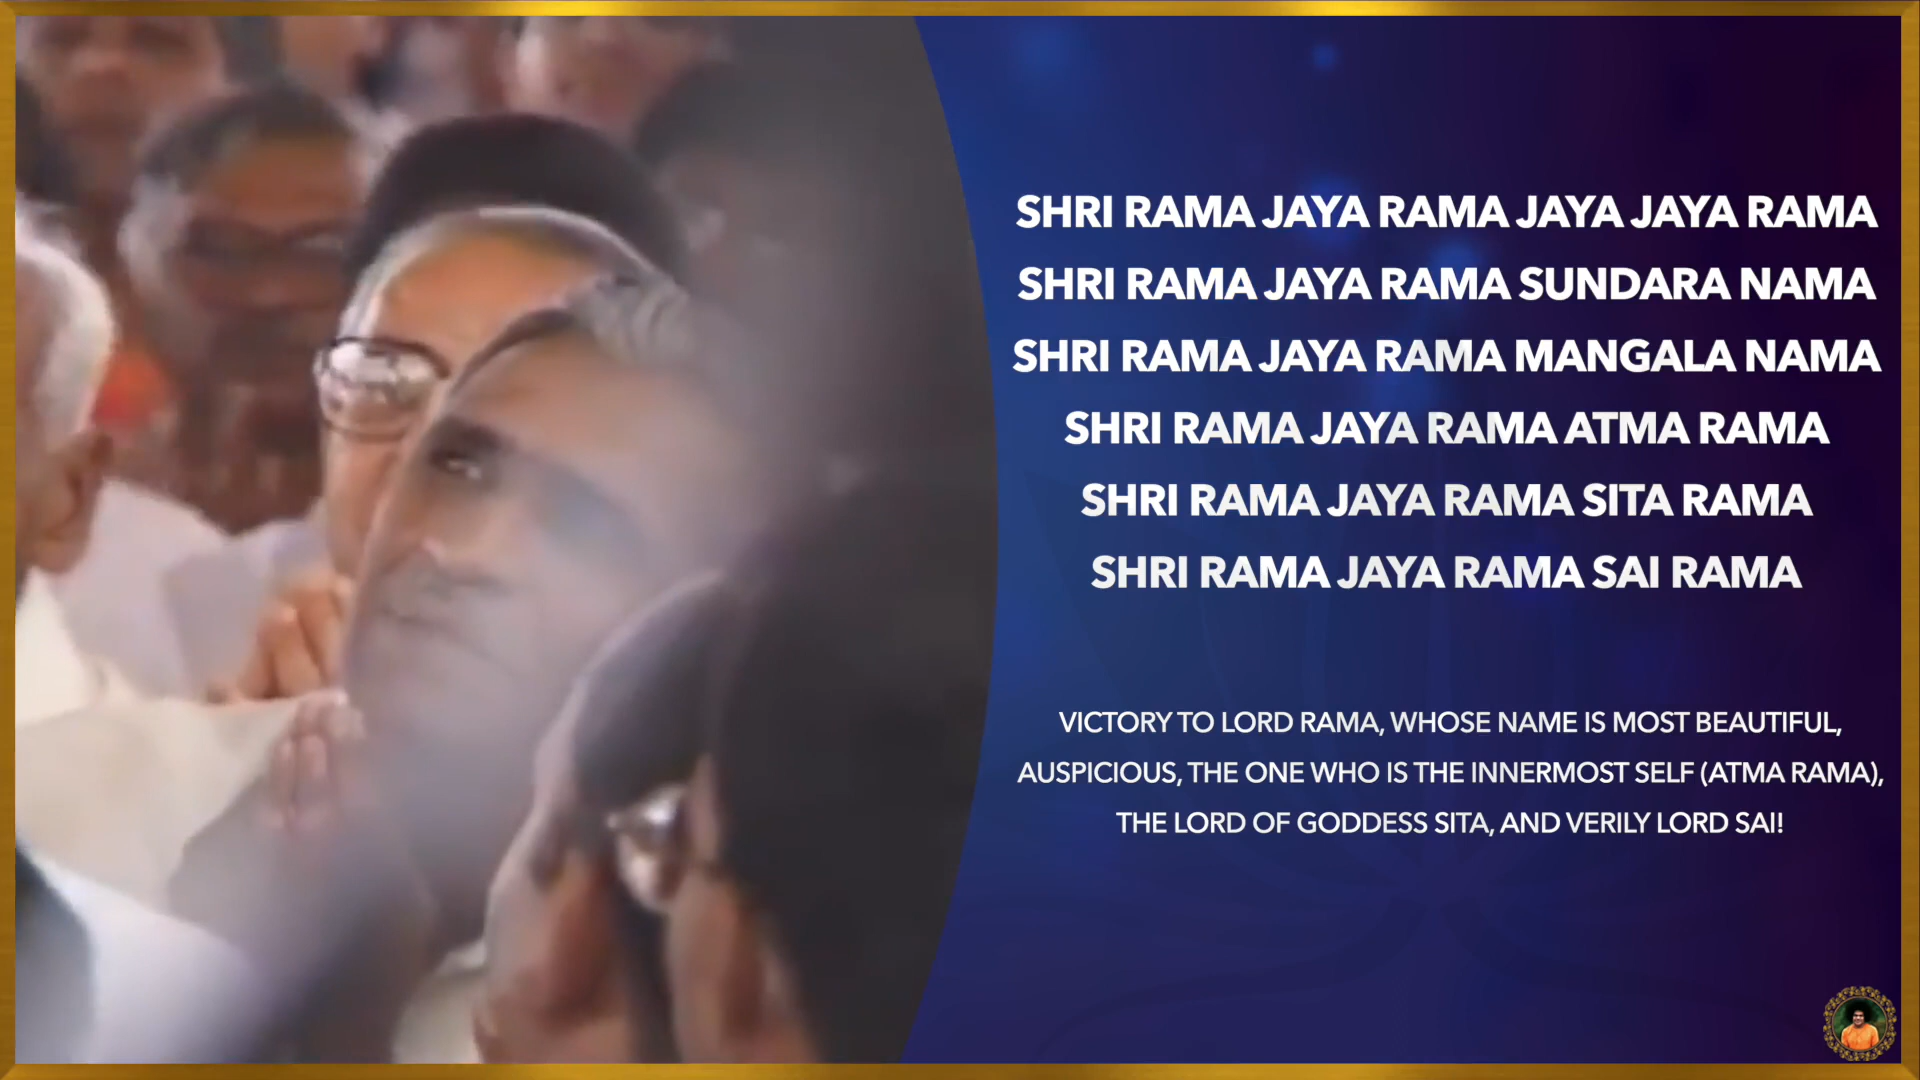 SHRI RAMA JAYA RAMA JAYA JAYA RAMA
SHRI RAMA JAYA RAMA SUNDARA NAMA
SHRI RAMA JAYA RAMA MANGALA NAMA
SHRI RAMA JAYA RAMA ATMA RAMA
SHRI RAMA JAYA RAMA SITA RAMA
SHRI RAMA JAYA RAMA SAI RAMA
VICTORY TO LORD RAMA, WHOSE NAME IS MOST BEAUTIFUL,
AUSPICIOUS, THE ONE WHO IS THE INNERMOST SELF (ATMA RAMA),
THE LORD OF GODDESS SITA, AND VERILY LORD SAI!